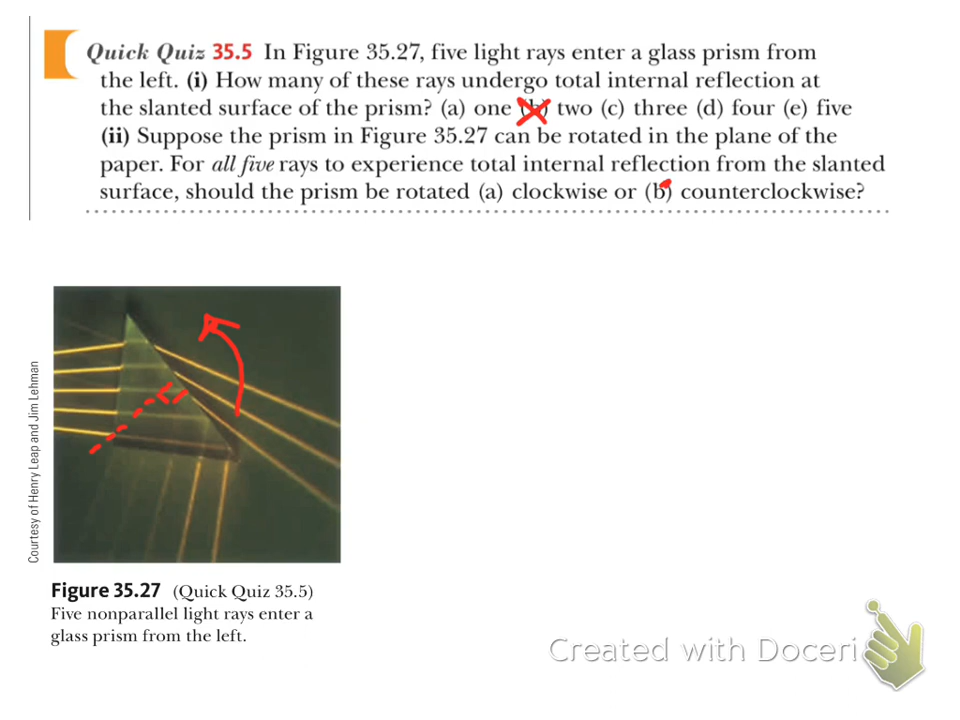 Quick Quiz 35.5 In Figure 35.27, five light rays enter a glass prism from
the left. (i) How many of these rays undergo total internal reflection at
the slanted surface of the prism? (a) one (b) two (c) three (d) four (e) five
(ii) Suppose the prism in Figure 35.27 can be rotated in the plane of the
paper. For all five rays to experience total internal reflection from the slanted
surface, should the prism be rotated (a) clockwise or (b) counterclockwise?
Courtesy of Henry Leap and Jim Lehman
Figure 35.27 (Quick Quiz 35.5)
Five nonparallel light rays enter a
glass prism from the left.
Created with Doceri